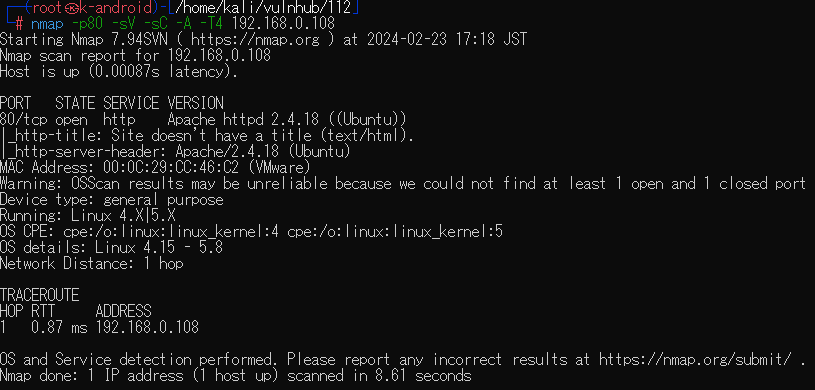 ┌──(root㉿k-android)-[/home/kali/vulnhub/112]
└─# nmap -p80 -sV -sC -A -T4 192.168.0.108
Starting Nmap 7.94SVN ( https://nmap.org ) at 2024-02-23 17:18 JST
Nmap scan report for 192.168.0.108
Host is up (0.00087s latency).

PORT   STATE SERVICE VERSION
80/tcp open  http    Apache httpd 2.4.18 ((Ubuntu))
|_http-title: Site doesn't have a title (text/html).
|_http-server-header: Apache/2.4.18 (Ubuntu)
MAC Address: 00:0C:29:CC:46:C2 (VMware)
Warning: OSScan results may be unreliable because we could not find at least 1 open and 1 closed port
Device type: general purpose
Running: Linux 4.X|5.X
OS CPE: cpe:/o:linux:linux_kernel:4 cpe:/o:linux:linux_kernel:5
OS details: Linux 4.15 - 5.8
Network Distance: 1 hop

TRACEROUTE
HOP RTT     ADDRESS
1   0.87 ms 192.168.0.108

OS and Service detection performed. Please report any incorrect results at https://nmap.org/submit/ .
Nmap done: 1 IP address (1 host up) scanned in 8.61 seconds